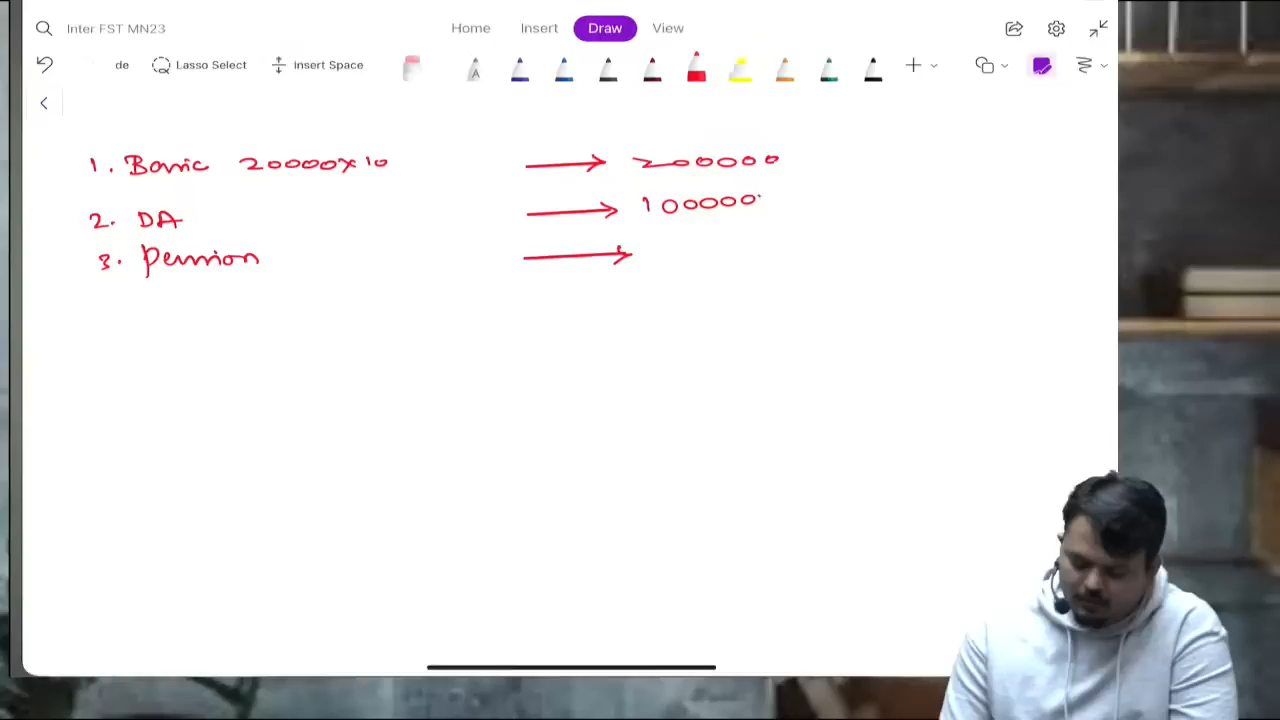 Inter FST MN23
Home Insert Draw View
de Lasso Select Insert Space
A
1. Basic 20000x10 → 200000
2. DA → 100000
3. Pension →